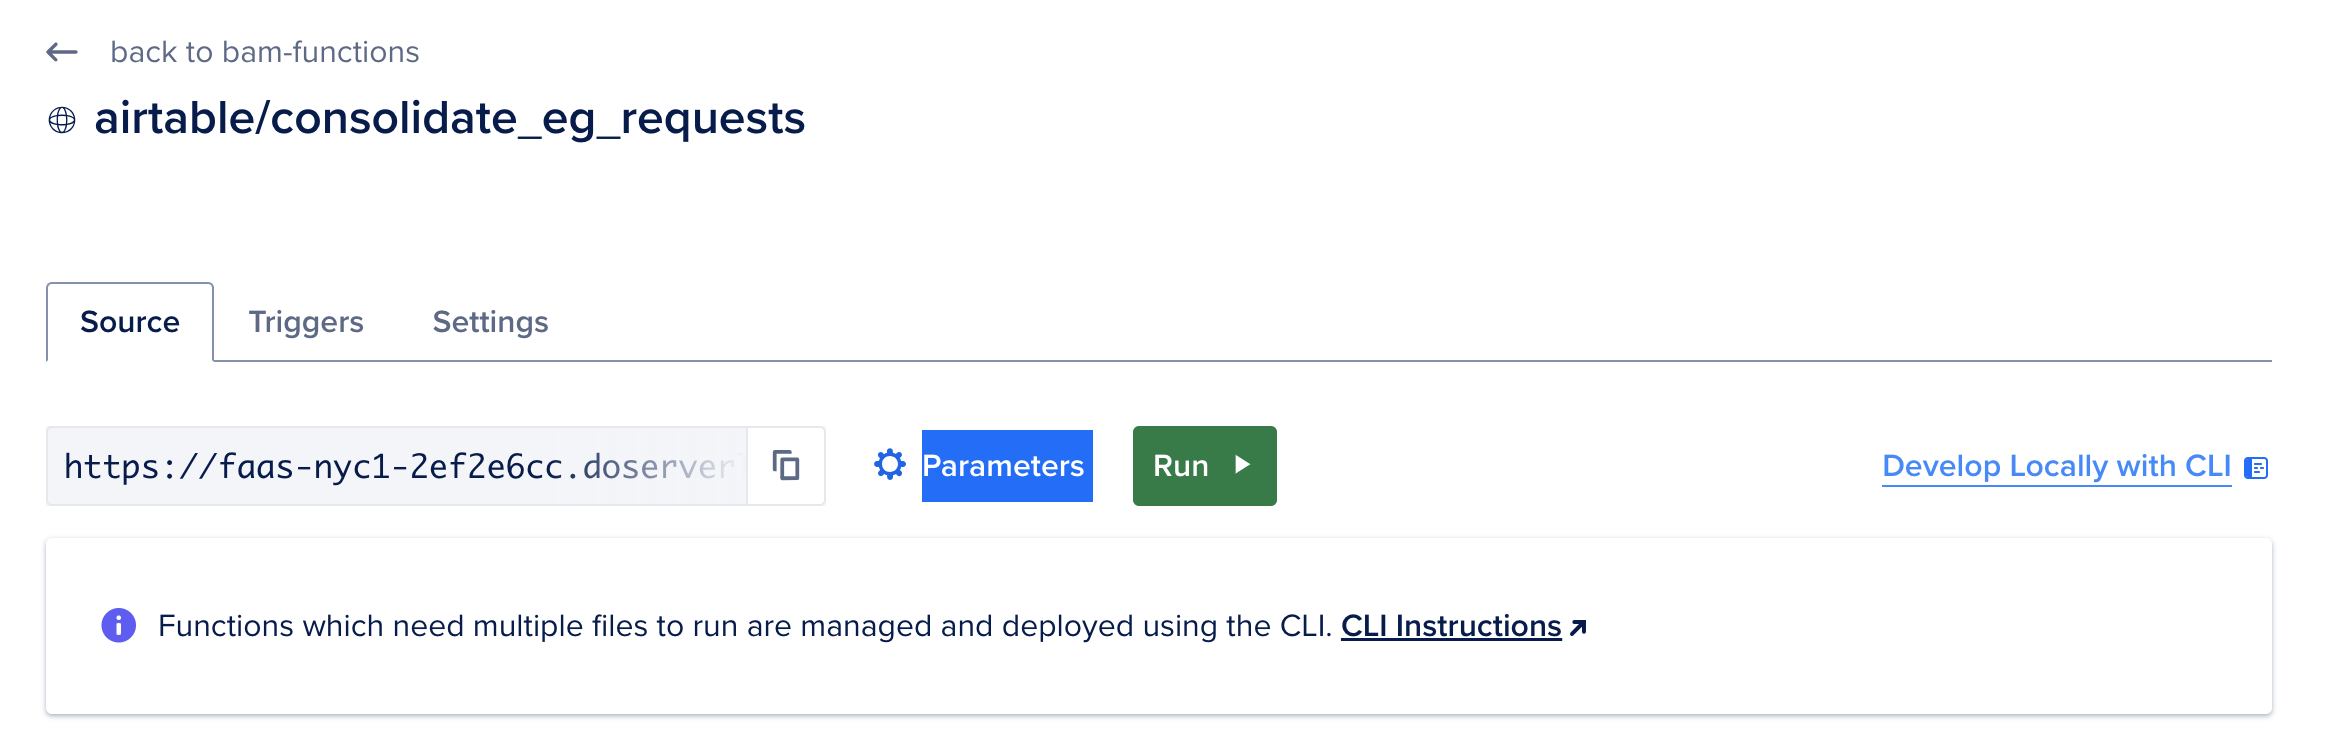 back to bam-functions
airtable/consolidate_eg_requests
Source Triggers Settings
https://faas-nyc1-2ef2e6cc.doserver Parameters Run Develop Locally with CLI
Functions which need multiple files to run are managed and deployed using the CLI. CLI Instructions